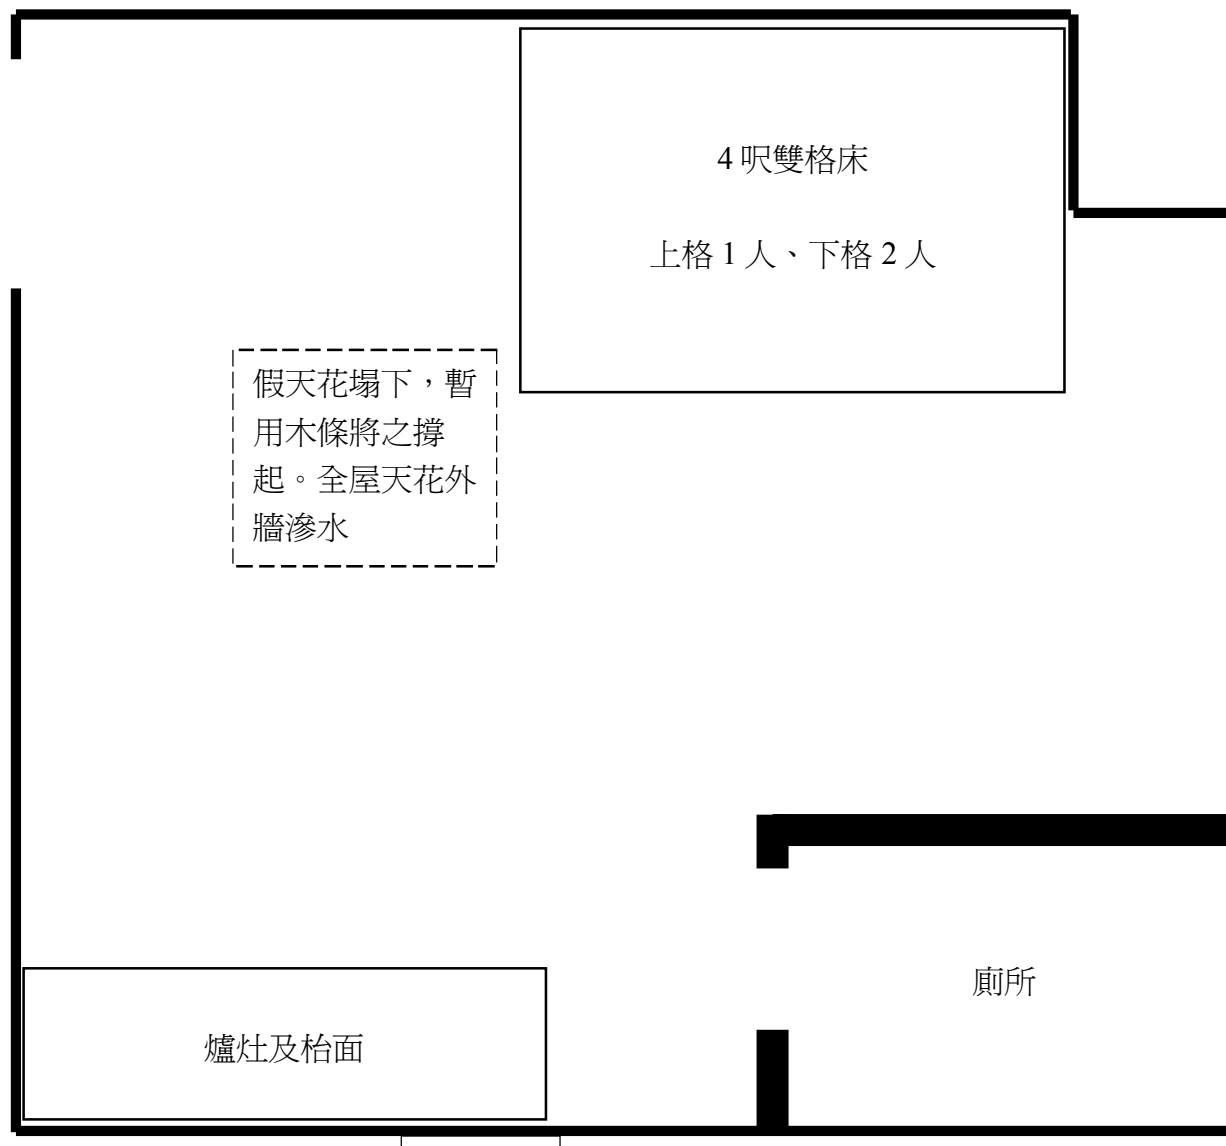 4 呎雙格床
上格 1 人、下格 2 人
假天花塌下，暫
用木條將之撐
起。全屋天花外
牆滲水
廁所
爐灶及枱面